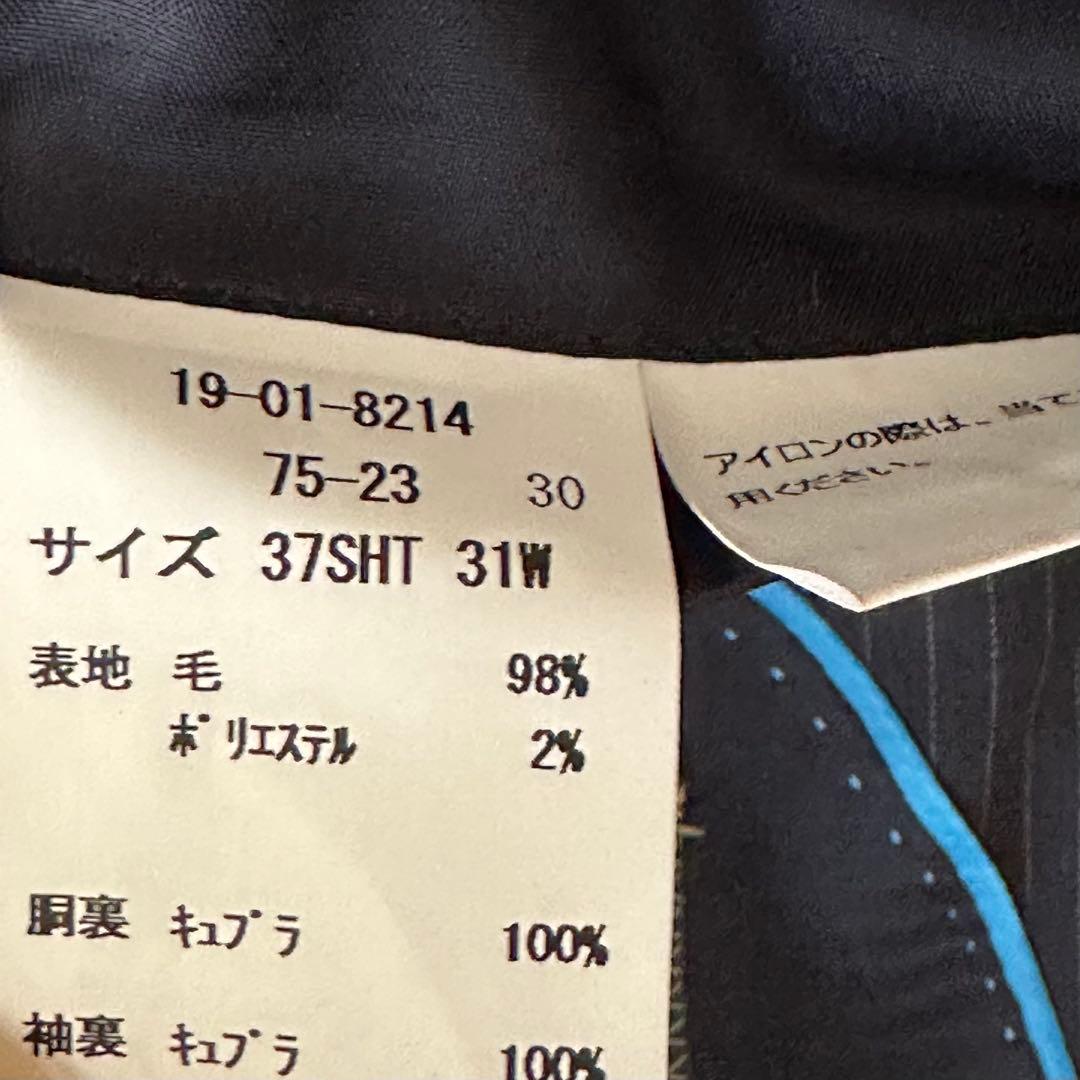 19-01-8214
75-23 30
サイズ 37SHT 31W
表地 毛 98%
ポリエステル 2%
胴裏 キュプラ 100%
袖裏 キュプラ 100%
アイロンの際は、当て
用ください。